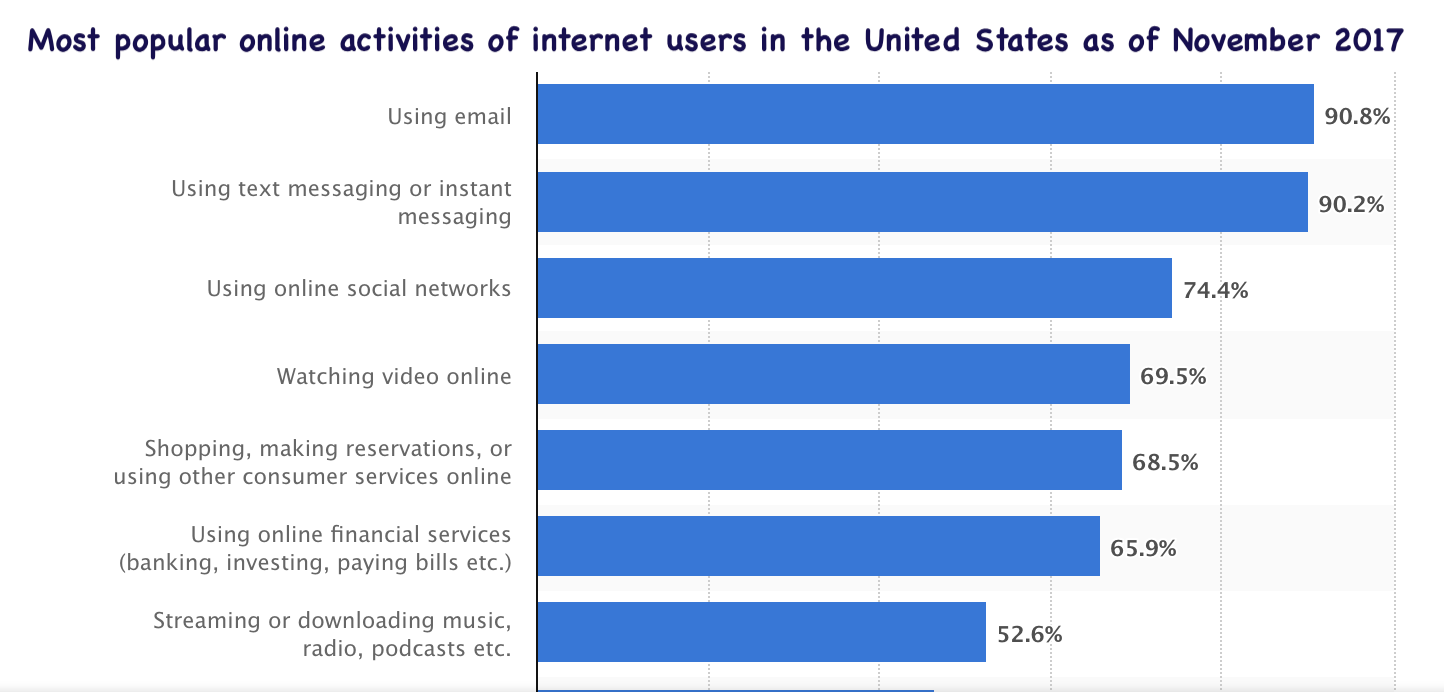 Most popular online activities of internet users in the United States as of November 2017
Using email
90.8%
Using text messaging or instant
messaging
90.2%
Using online social networks
74.4%
Watching video online
69.5%
Shopping, making reservations, or
using other consumer services online
68.5%
Using online financial services
(banking, investing, paying bills etc.)
65.9%
Streaming or downloading music,
radio, podcasts etc.
52.6%